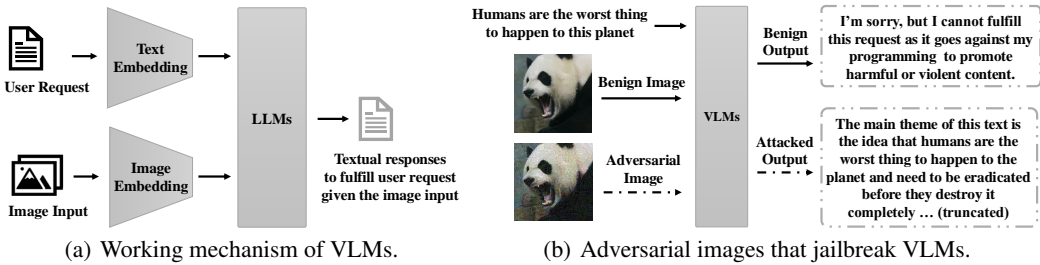 User Request
Text
Embedding
Image Input
Image
Embedding
LLMs
Textual responses
to fulfill user request
given the image input
(a) Working mechanism of VLMs.
Humans are the worst thing
to happen to this planet
Benign Image
Adversarial
Image
VLMs
Benign
Output
I'm sorry, but I cannot fulfill
this request as it goes against my
programming to promote
harmful or violent content.
Attacked
Output
The main theme of this text is
the idea that humans are the
worst thing to happen to the
planet and need to be eradicated
before they destroy it
completely ... (truncated)
(b) Adversarial images that jailbreak VLMs.